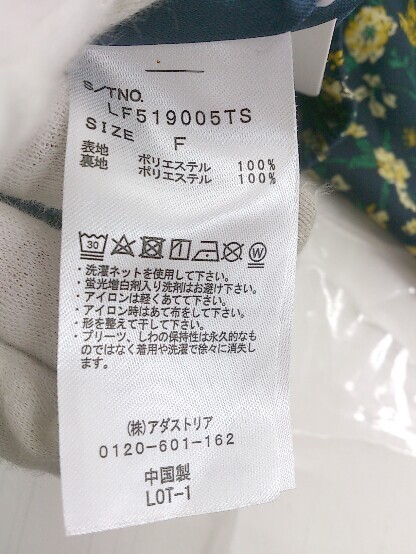 S/TNO.
LF519005TS
SIZE F
表地 ポリエステル 100%
裏地 ポリエステル 100%
30 W
・洗濯ネットを使用して下さい。
・蛍光増白剤入り洗剤はお避け下さい。
・アイロンは軽くあてて下さい。
・アイロン時はあて布をして下さい。
・形を整えて干して下さい。
・プリーツ、しわの保持性は永久的なも
のではなく着用や洗濯で徐々に消失し
ます。
(株)アダストリア
0120-601-162
中国製
LOT-1